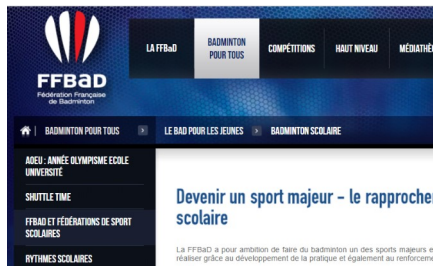 LA FFBaD
BADMINTON
POUR TOUS
COMPÉTITIONS
HAUT NIVEAU
MÉDIATHÈ
FFBaD
Fédération Française
de Badminton
BADMINTON POUR TOUS
LE BAD POUR LES JEUNES
BADMINTON SCOLAIRE
AOEU : ANNÉE OLYMPISME ECOLE
UNIVERSITÉ
SHUTTLE TIME
FFBAD ET FÉDÉRATIONS DE SPORT
SCOLAIRES
RYTHMES SCOLAIRES
Devenir un sport majeur – le rapproche
scolaire
La FFBaD a pour ambition de faire du badminton un des sports majeurs e
réaliser grâce au développement de la pratique et également au renforceme